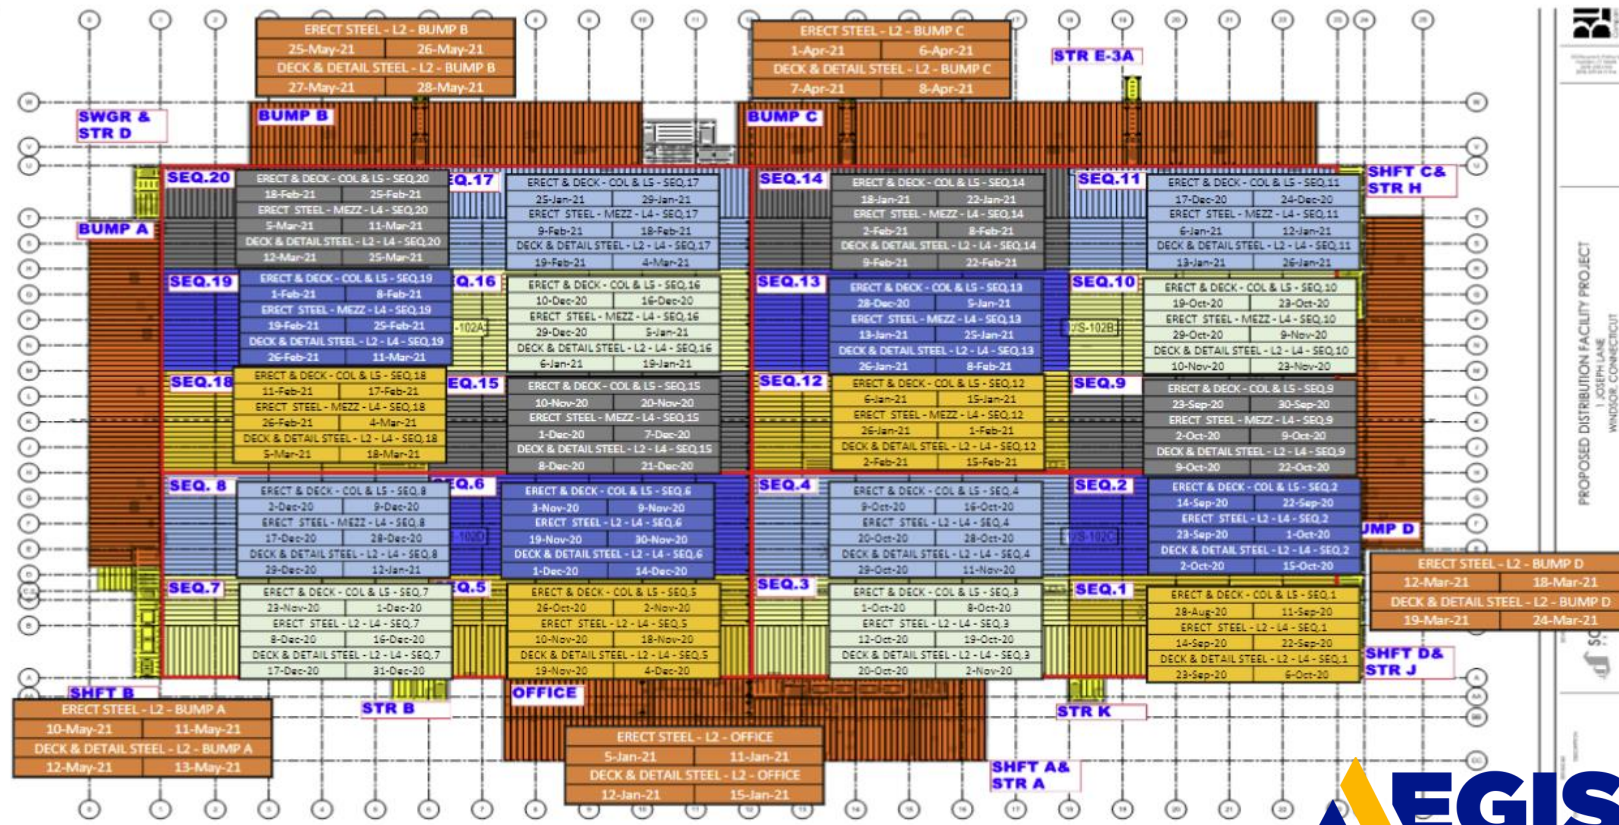 ERECT STEEL - L2 - BUMP B
25-May-21 26-May-21
DECK & DETAIL STEEL - L2 - BUMP B
27-May-21 28-May-21
ERECT STEEL - L2 - BUMP C
1-Apr-21 6-Apr-21
DECK & DETAIL STEEL - L2 - BUMP C
7-Apr-21 8-Apr-21
STR E-3A
SWGR &
STR D
BUMP B
BUMP C
SHFT C&
STR H
BUMP A
SEQ.20
ERECT & DECK - COL & L5 - SEQ.20
18-Feb-21 25-Feb-21
ERECT STEEL - MEZZ - L4 - SEQ.20
5-Mar-21 11-Mar-21
DECK & DETAIL STEEL - L2 - L4 - SEQ.20
12-Mar-21 25-Mar-21
EQ.17
ERECT & DECK - COL & L5 - SEQ.17
25-Jan-21 29-Jan-21
ERECT STEEL - MEZZ - L4 - SEQ.17
9-Feb-21 18-Feb-21
DECK & DETAIL STEEL - L2 - L4 - SEQ.17
19-Feb-21 4-Mar-21
SEQ.14
ERECT & DECK - COL & L5 - SEQ.14
18-Jan-21 22-Jan-21
ERECT STEEL - MEZZ - L4 - SEQ.14
2-Feb-21 8-Feb-21
DECK & DETAIL STEEL - L2 - L4 - SEQ.14
9-Feb-21 22-Feb-21
SEQ.11
ERECT & DECK - COL & L5 - SEQ.11
17-Dec-20 24-Dec-20
ERECT STEEL - MEZZ - L4 - SEQ.11
6-Jan-21 12-Jan-21
DECK & DETAIL STEEL - L2 - L4 - SEQ.11
13-Jan-21 26-Jan-21
SEQ.19
ERECT & DECK - COL & L5 - SEQ.19
1-Feb-21 8-Feb-21
ERECT STEEL - MEZZ - L4 - SEQ.19
19-Feb-21 25-Feb-21
DECK & DETAIL STEEL - L2 - L4 - SEQ.19
26-Feb-21 11-Mar-21
Q.16
-102A
ERECT & DECK - COL & L5 - SEQ.16
10-Dec-20 16-Dec-20
ERECT STEEL - MEZZ - L4 - SEQ.16
29-Dec-20 5-Jan-21
DECK & DETAIL STEEL - L2 - L4 - SEQ.16
6-Jan-21 19-Jan-21
SEQ.13
ERECT & DECK - COL & L5 - SEQ.13
28-Dec-20 5-Jan-21
ERECT STEEL - MEZZ - L4 - SEQ.13
13-Jan-21 25-Jan-21
DECK & DETAIL STEEL - L2 - L4 - SEQ.13
26-Jan-21 8-Feb-21
SEQ.10
/S-102B
ERECT & DECK - COL & L5 - SEQ.10
19-Oct-20 23-Oct-20
ERECT STEEL - MEZZ - L4 - SEQ.10
29-Oct-20 9-Nov-20
DECK & DETAIL STEEL - L2 - L4 - SEQ.10
10-Nov-20 23-Nov-20
SEQ.18
ERECT & DECK - COL & L5 - SEQ.18
11-Feb-21 17-Feb-21
ERECT STEEL - MEZZ - L4 - SEQ.18
26-Feb-21 4-Mar-21
DECK & DETAIL STEEL - L2 - L4 - SEQ.18
5-Mar-21 18-Mar-21
EQ.15
ERECT & DECK - COL & L5 - SEQ.15
10-Nov-20 20-Nov-20
ERECT STEEL - MEZZ - L4 - SEQ.15
1-Dec-20 7-Dec-20
DECK & DETAIL STEEL - L2 - L4 - SEQ.15
8-Dec-20 21-Dec-20
SEQ.12
ERECT & DECK - COL & L5 - SEQ.12
6-Jan-21 15-Jan-21
ERECT STEEL - MEZZ - L4 - SEQ.12
26-Jan-21 1-Feb-21
DECK & DETAIL STEEL - L2 - L4 - SEQ.12
2-Feb-21 15-Feb-21
SEQ.9
ERECT & DECK - COL & L5 - SEQ.9
23-Sep-20 30-Sep-20
ERECT STEEL - MEZZ - L4 - SEQ.9
2-Oct-20 9-Oct-20
DECK & DETAIL STEEL - L2 - L4 - SEQ.9
9-Oct-20 22-Oct-20
SEQ. 8
ERECT & DECK - COL & L5 - SEQ.8
2-Dec-20 9-Dec-20
ERECT STEEL - MEZZ - L4 - SEQ.8
17-Dec-20 28-Dec-20
DECK & DETAIL STEEL - L2 - L4 - SEQ.8
29-Dec-20 12-Jan-21
Q.6
-102D
ERECT & DECK - COL & L5 - SEQ.6
3-Nov-20 9-Nov-20
ERECT STEEL - L2 - L4 - SEQ.6
19-Nov-20 30-Nov-20
DECK & DETAIL STEEL - L2 - L4 - SEQ.6
1-Dec-20 14-Dec-20
SEQ.4
ERECT & DECK - COL & L5 - SEQ.4
9-Oct-20 16-Oct-20
ERECT STEEL - L2 - L4 - SEQ.4
20-Oct-20 28-Oct-20
DECK & DETAIL STEEL - L2 - L4 - SEQ.4
29-Oct-20 11-Nov-20
SEQ.2
/S-102C
ERECT & DECK - COL & L5 - SEQ.2
14-Sep-20 22-Sep-20
ERECT STEEL - L2 - L4 - SEQ.2
23-Sep-20 1-Oct-20
DECK & DETAIL STEEL - L2 - L4 - SEQ.2
2-Oct-20 15-Oct-20
UMP D
ERECT STEEL - L2 - BUMP D
12-Mar-21 18-Mar-21
DECK & DETAIL STEEL - L2 - BUMP D
19-Mar-21 24-Mar-21
SEQ.7
ERECT & DECK - COL & L5 - SEQ.7
23-Nov-20 1-Dec-20
ERECT STEEL - L2 - L4 - SEQ.7
8-Dec-20 16-Dec-20
DECK & DETAIL STEEL - L2 - L4 - SEQ.7
17-Dec-20 31-Dec-20
Q.5
ERECT & DECK - COL & L5 - SEQ.5
26-Oct-20 2-Nov-20
ERECT STEEL - L2 - L4 - SEQ.5
10-Nov-20 18-Nov-20
DECK & DETAIL STEEL - L2 - L4 - SEQ.5
19-Nov-20 4-Dec-20
SEQ.3
ERECT & DECK - COL & L5 - SEQ.3
1-Oct-20 8-Oct-20
ERECT STEEL - L2 - L4 - SEQ.3
12-Oct-20 19-Oct-20
DECK & DETAIL STEEL - L2 - L4 - SEQ.3
20-Oct-20 2-Nov-20
SEQ.1
ERECT & DECK - COL & L5 - SEQ.1
28-Aug-20 11-Sep-20
ERECT STEEL - L2 - L4 - SEQ.1
14-Sep-20 22-Sep-20
DECK & DETAIL STEEL - L2 - L4 - SEQ.1
23-Sep-20 6-Oct-20
SHFT D&
STR J
SHFT B
STR B
OFFICE
STR K
ERECT STEEL - L2 - BUMP A
10-May-21 11-May-21
DECK & DETAIL STEEL - L2 - BUMP A
12-May-21 13-May-21
ERECT STEEL - L2 - OFFICE
5-Jan-21 11-Jan-21
DECK & DETAIL STEEL - L2 - OFFICE
12-Jan-21 15-Jan-21
SHFT A&
STR A
PROPOSED DISTRIBUTION FACILITY PROJECT
1 JOSEPH LANE
WINDSOR, CONNECTICUT
AEGIS